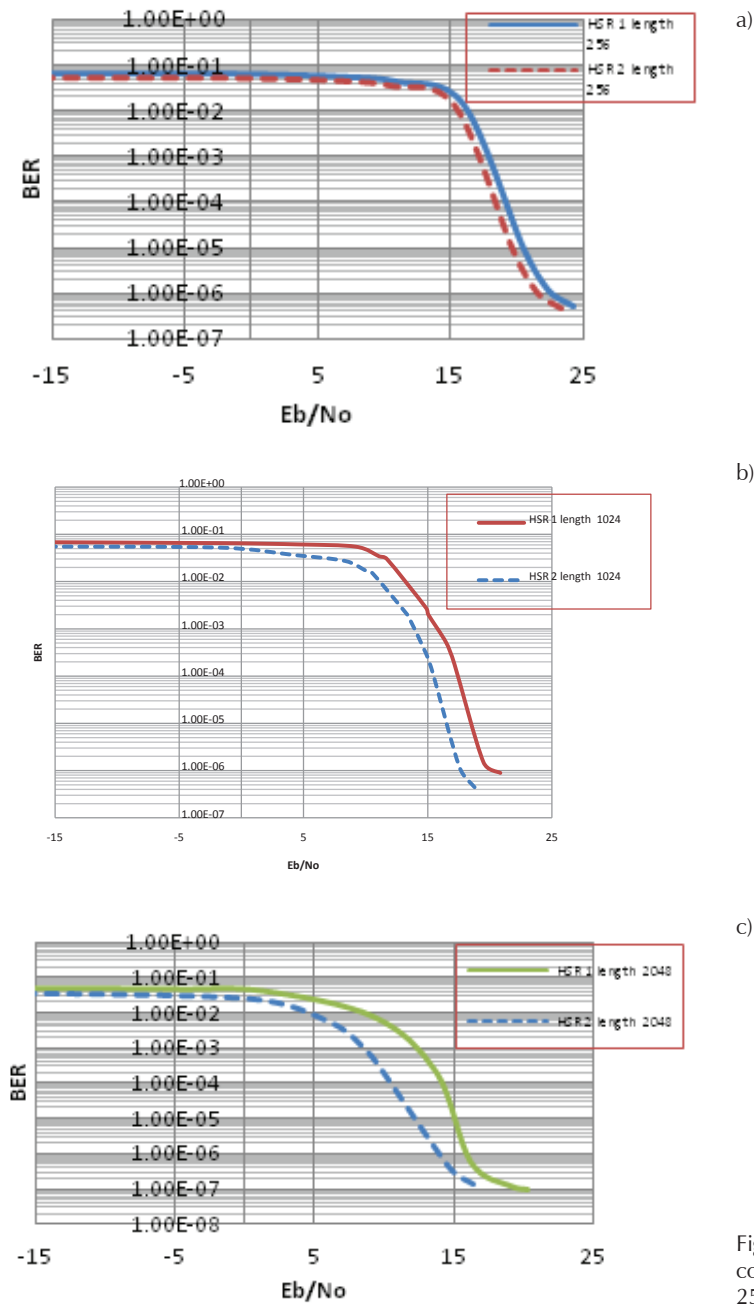 a)
1.00E+00
1.00E-01
1.00E-02
1.00E-03
1.00E-04
1.00E-05
1.00E-06
1.00E-07
BER
HSR 1 length
256
HSR 2 length
256
-15
-5
5
15
25
Eb/No
b)
1.00E+00
1.00E-01
1.00E-02
1.00E-03
1.00E-04
1.00E-05
1.00E-06
1.00E-07
BER
HSR 1 length 1024
HSR 2 length 1024
-15
-5
5
15
25
Eb/No
c)
1.00E+00
1.00E-01
1.00E-02
1.00E-03
1.00E-04
1.00E-05
1.00E-06
1.00E-07
1.00E-08
BER
HSR 1 length 2048
HSR 2 length 2048
-15
-5
5
15
25
Eb/No
Fig
co
25